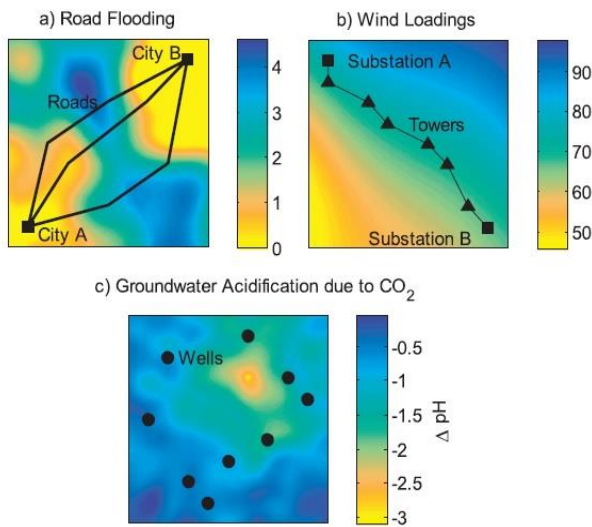 a) Road Flooding
City B
Roads
City A
4
3
2
1
0
b) Wind Loadings
Substation A
Towers
Substation B
90
80
70
60
50
c) Groundwater Acidification due to CO2
Wells
-0.5
-1
-1.5
-2
-2.5
-3
Δ pH